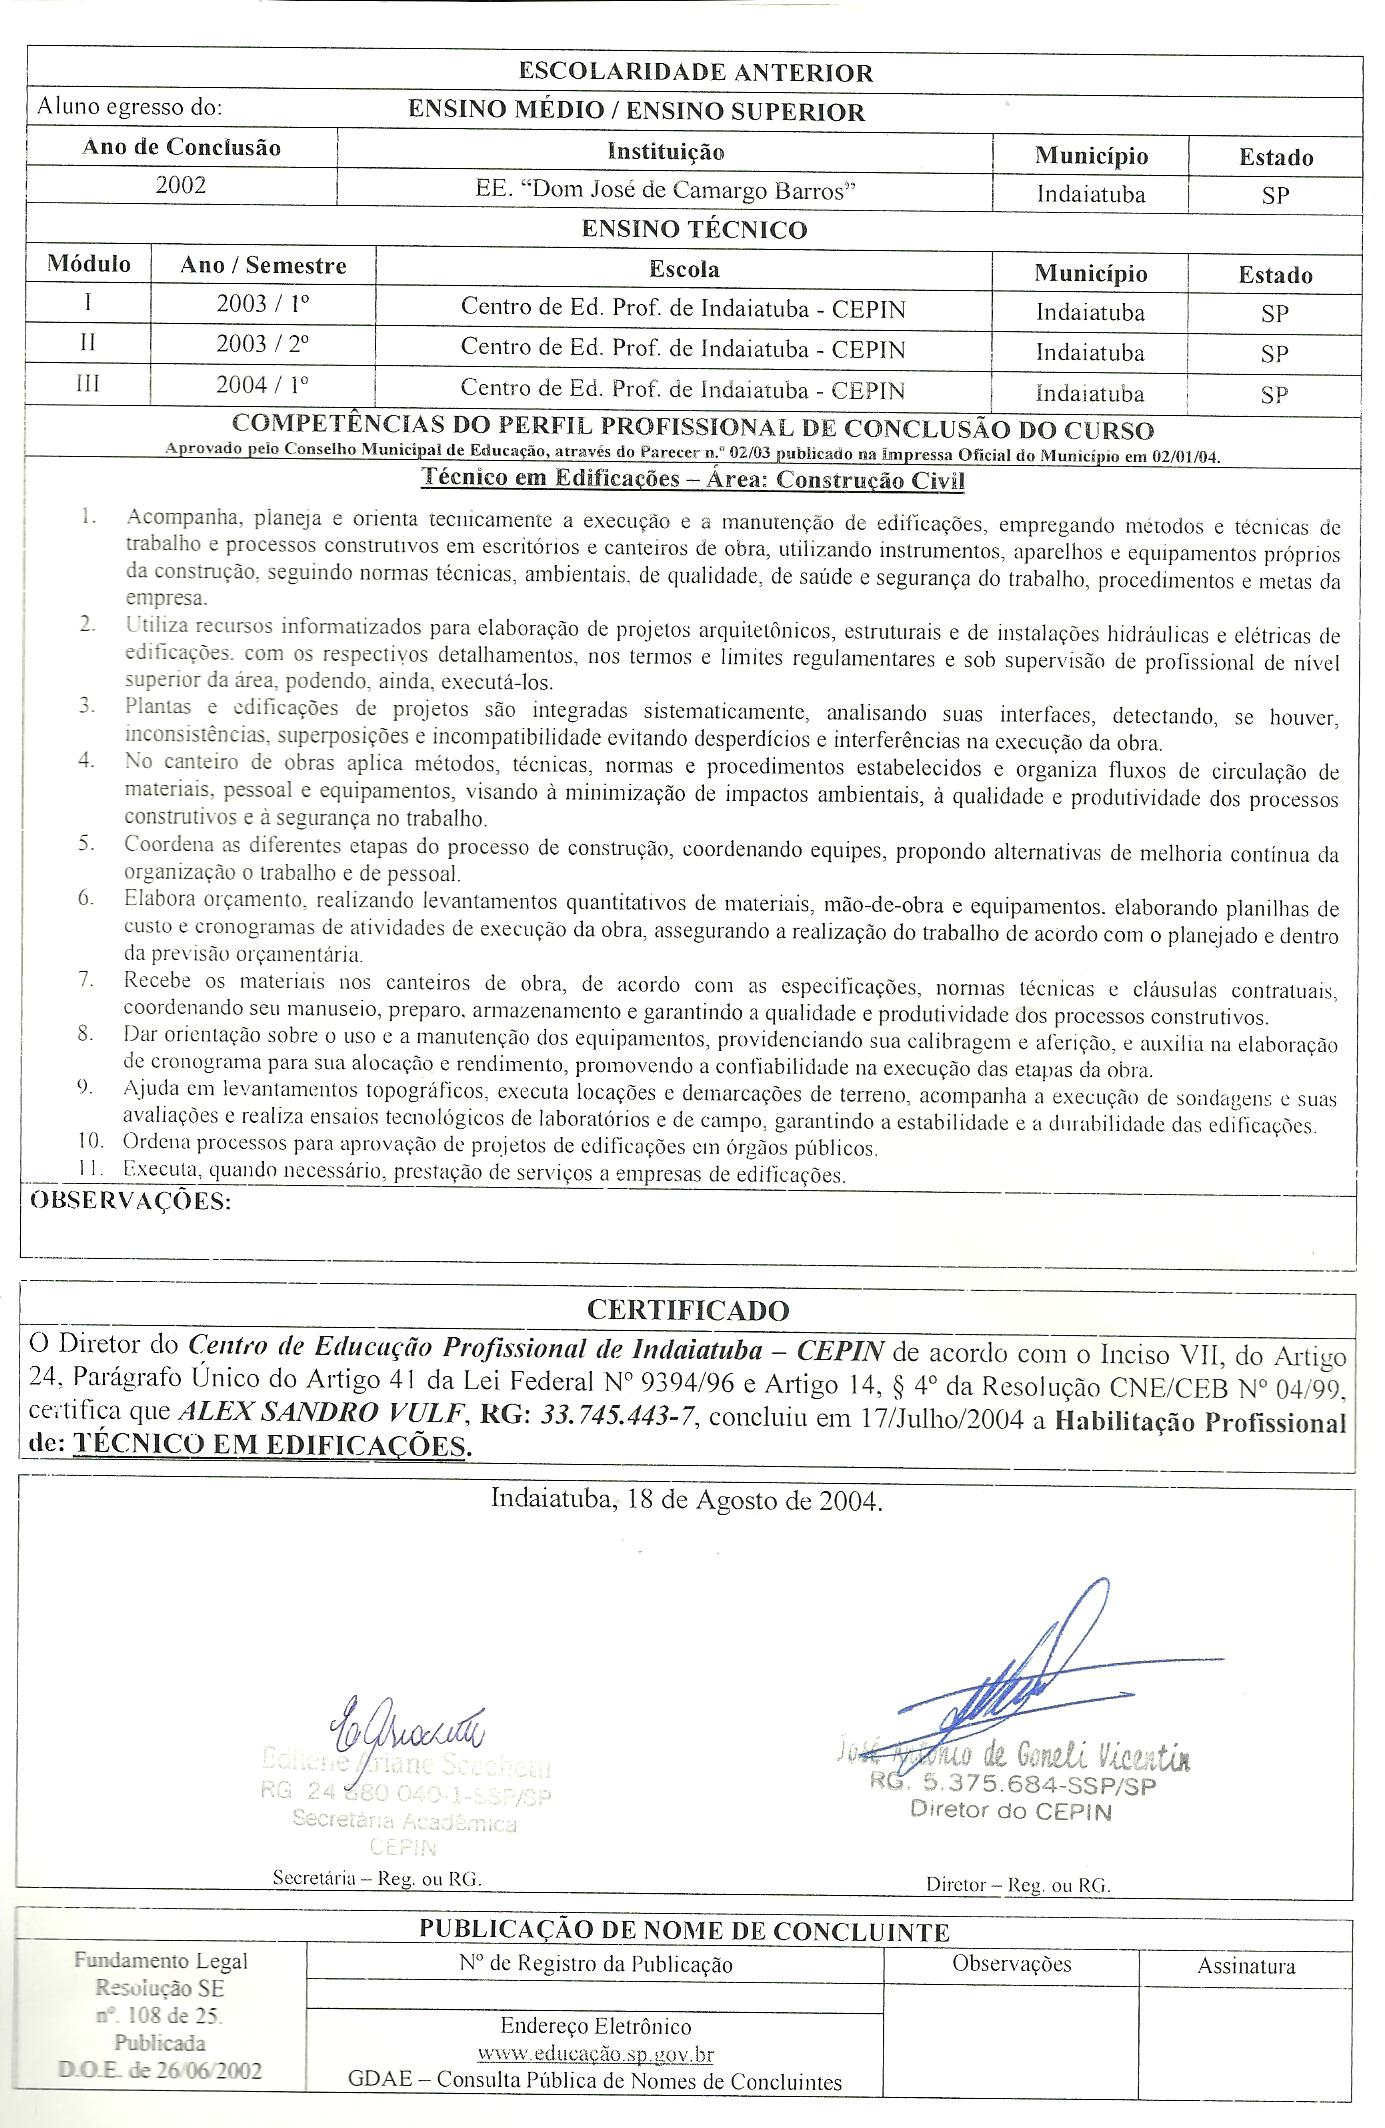 ESCOLARIDADE ANTERIOR
Aluno egresso do: ENSINO MÉDIO / ENSINO SUPERIOR
Ano de Conclusão Instituição Município Estado
2002 EE. “Dom José de Camargo Barros” Indaiatuba SP
ENSINO TÉCNICO
Módulo Ano / Semestre Escola Município Estado
I 2003 / 1º Centro de Ed. Prof. de Indaiatuba - CEPIN Indaiatuba SP
II 2003 / 2º Centro de Ed. Prof. de Indaiatuba - CEPIN Indaiatuba SP
III 2004 / 1º Centro de Ed. Prof. de Indaiatuba - CEPIN Indaiatuba SP
COMPETÊNCIAS DO PERFIL PROFISSIONAL DE CONCLUSÃO DO CURSO
Aprovado pelo Conselho Municipal de Educação, através do Parecer n.º 02/03 publicado na Impressa Oficial do Município em 02/01/04.
Técnico em Edificações – Área: Construção Civil
1. Acompanha, planeja e orienta tecnicamente a execução e a manutenção de edificações, empregando métodos e técnicas de
trabalho e processos construtivos em escritórios e canteiros de obra, utilizando instrumentos, aparelhos e equipamentos próprios
da construção, seguindo normas técnicas, ambientais, de qualidade, de saúde e segurança do trabalho, procedimentos e metas da
empresa.
2. Utiliza recursos informatizados para elaboração de projetos arquitetônicos, estruturais e de instalações hidráulicas e elétricas de
edificações, com os respectivos detalhamentos, nos termos e limites regulamentares e sob supervisão de profissional de nível
superior da área, podendo, ainda, executá-los.
3. Plantas e edificações de projetos são integradas sistematicamente, analisando suas interfaces, detectando, se houver,
inconsistências, superposições e incompatibilidade evitando desperdícios e interferências na execução da obra.
4. No canteiro de obras aplica métodos, técnicas, normas e procedimentos estabelecidos e organiza fluxos de circulação de
materiais, pessoal e equipamentos, visando à minimização de impactos ambientais, à qualidade e produtividade dos processos
construtivos e à segurança no trabalho.
5. Coordena as diferentes etapas do processo de construção, coordenando equipes, propondo alternativas de melhoria contínua da
organização o trabalho e de pessoal.
6. Elabora orçamento, realizando levantamentos quantitativos de materiais, mão-de-obra e equipamentos, elaborando planilhas de
custo e cronogramas de atividades de execução da obra, assegurando a realização do trabalho de acordo com o planejado e dentro
da previsão orçamentária.
7. Recebe os materiais nos canteiros de obra, de acordo com as especificações, normas técnicas e cláusulas contratuais,
coordenando seu manuseio, preparo, armazenamento e garantindo a qualidade e produtividade dos processos construtivos.
8. Dar orientação sobre o uso e a manutenção dos equipamentos, providenciando sua calibragem e aferição, e auxilia na elaboração
de cronograma para sua alocação e rendimento, promovendo a confiabilidade na execução das etapas da obra.
9. Ajuda em levantamentos topográficos, executa locações e demarcações de terreno, acompanha a execução de sondagens e suas
avaliações e realiza ensaios tecnológicos de laboratórios e de campo, garantindo a estabilidade e a durabilidade das edificações.
10. Ordena processos para aprovação de projetos de edificações em órgãos públicos.
11. Executa, quando necessário, prestação de serviços a empresas de edificações.
OBSERVAÇÕES:
CERTIFICADO
O Diretor do Centro de Educação Profissional de Indaiatuba – CEPIN de acordo com o Inciso VII, do Artigo
24, Parágrafo Único do Artigo 41 da Lei Federal Nº 9394/96 e Artigo 14, § 4º da Resolução CNE/CEB Nº 04/99,
certifica que ALEX SANDRO VULF, RG: 33.745.443-7, concluiu em 17/Julho/2004 a Habilitação Profissional
de: TÉCNICO EM EDIFICAÇÕES.
Indaiatuba, 18 de Agosto de 2004.
Ariane
RG 24 680 040-1-SSP/SP
Secretária Acadêmica
CEPIN
Secretária – Reg. ou RG.
José Antônio de Goneli Vicentin
RG. 5.375.684-SSP/SP
Diretor do CEPIN
Diretor – Reg. ou RG.
PUBLICAÇÃO DE NOME DE CONCLUINTE
Fundamento Legal
Resolução SE
nº. 108 de 25.
Publicada
D.O.E. de 26/06/2002
Nº de Registro da Publicação Observações Assinatura
Endereço Eletrônico
www.educação.sp.gov.br
GDAE – Consulta Pública de Nomes de Concluintes